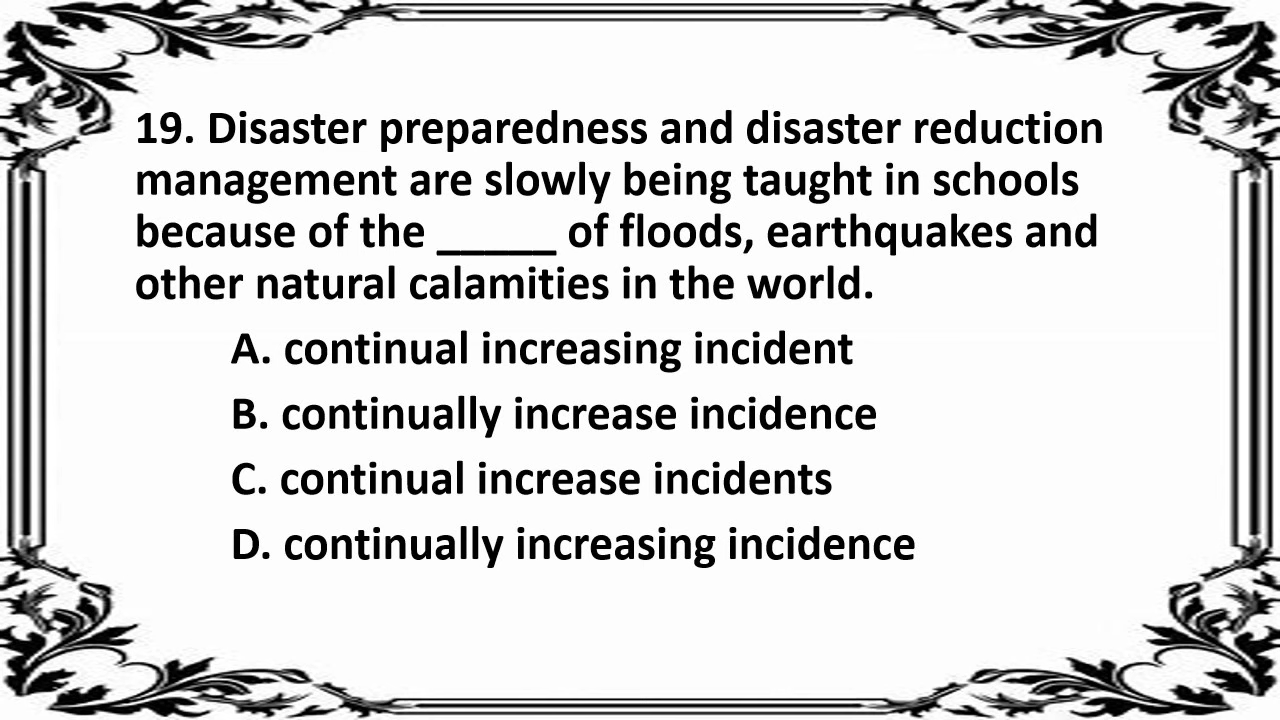 19. Disaster preparedness and disaster reduction
management are slowly being taught in schools
because of the _____ of floods, earthquakes and
other natural calamities in the world.
A. continual increasing incident
B. continually increase incidence
C. continual increase incidents
D. continually increasing incidence